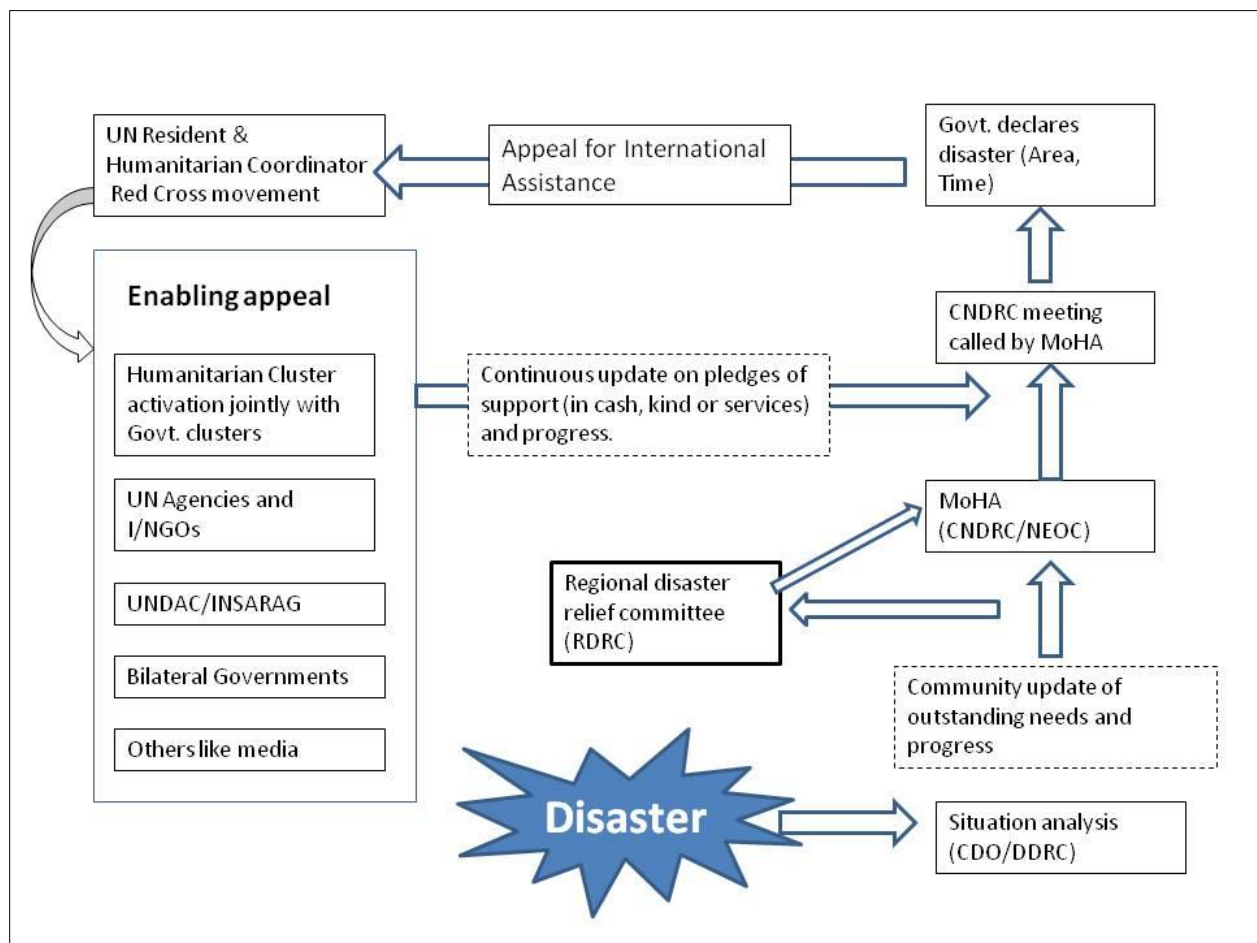 UN Resident &
Humanitarian Coordinator
Red Cross movement
Appeal for International
Assistance
Govt. declares
disaster (Area,
Time)
Enabling appeal
Humanitarian Cluster
activation jointly with
Govt. clusters
UN Agencies and
I/NGOs
UNDAC/INSARAG
Bilateral Governments
Others like media
Continuous update on pledges of
support (in cash, kind or services)
and progress.
CNDRC meeting
called by MoHA
MoHA
(CNDRC/NEOC)
Regional disaster
relief committee
(RDRC)
Community update of
outstanding needs and
progress
Disaster
Situation analysis
(CDO/DDRC)